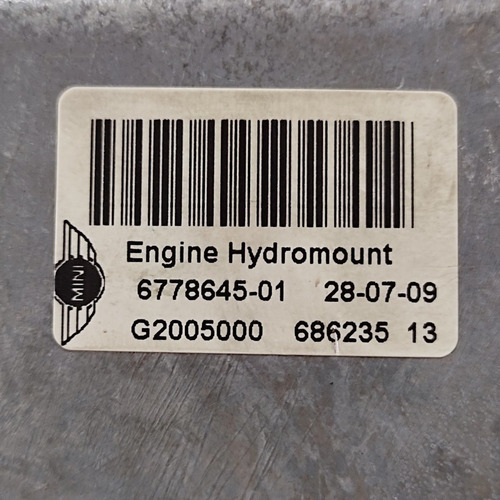 Engine Hydromount
MINI
6778645-01 28-07-09
G2005000 686235 13